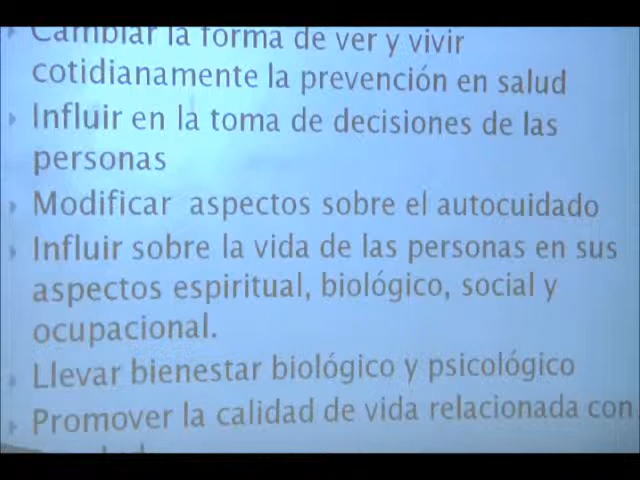 Cambiar la forma de ver y vivir
cotidianamente la prevención en salud
Influir en la toma de decisiones de las
personas
Modificar aspectos sobre el autocuidado
Influir sobre la vida de las personas en sus
aspectos espiritual, biológico, social y
ocupacional.
Llevar bienestar biológico y psicológico
Promover la calidad de vida relacionada con